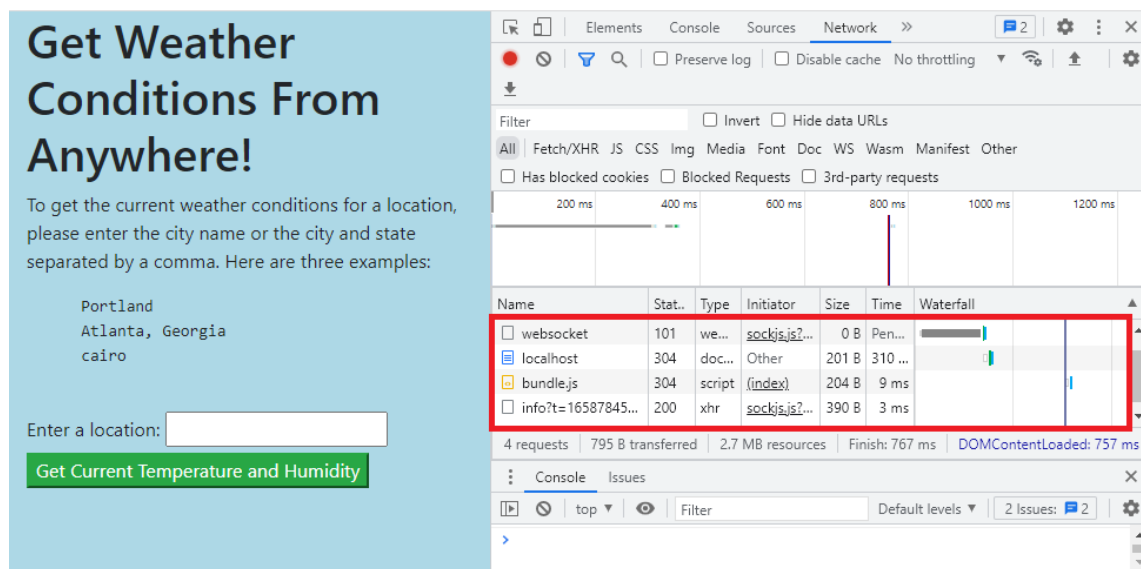 Get Weather
Conditions From
Anywhere!
To get the current weather conditions for a location,
please enter the city name or the city and state
separated by a comma. Here are three examples:
Portland
Atlanta, Georgia
cairo
Enter a location:
Get Current Temperature and Humidity
Elements Console Sources Network » 2
Preserve log Disable cache No throttling
Filter Invert Hide data URLs
All Fetch/XHR JS CSS Img Media Font Doc WS Wasm Manifest Other
Has blocked cookies Blocked Requests 3rd-party requests
200 ms 400 ms 600 ms 800 ms 1000 ms 1200 ms
Name Stat.. Type Initiator Size Time Waterfall
websocket 101 we... sockjs.js?... 0 B Pen...
localhost 304 doc... Other 201 B 310 ...
bundle.js 304 script (index) 204 B 9 ms
info?t=16587845... 200 xhr sockjs.js?... 390 B 3 ms
4 requests 795 B transferred 2.7 MB resources Finish: 767 ms DOMContentLoaded: 757 ms
Console Issues
top Filter Default levels 2 Issues: 2